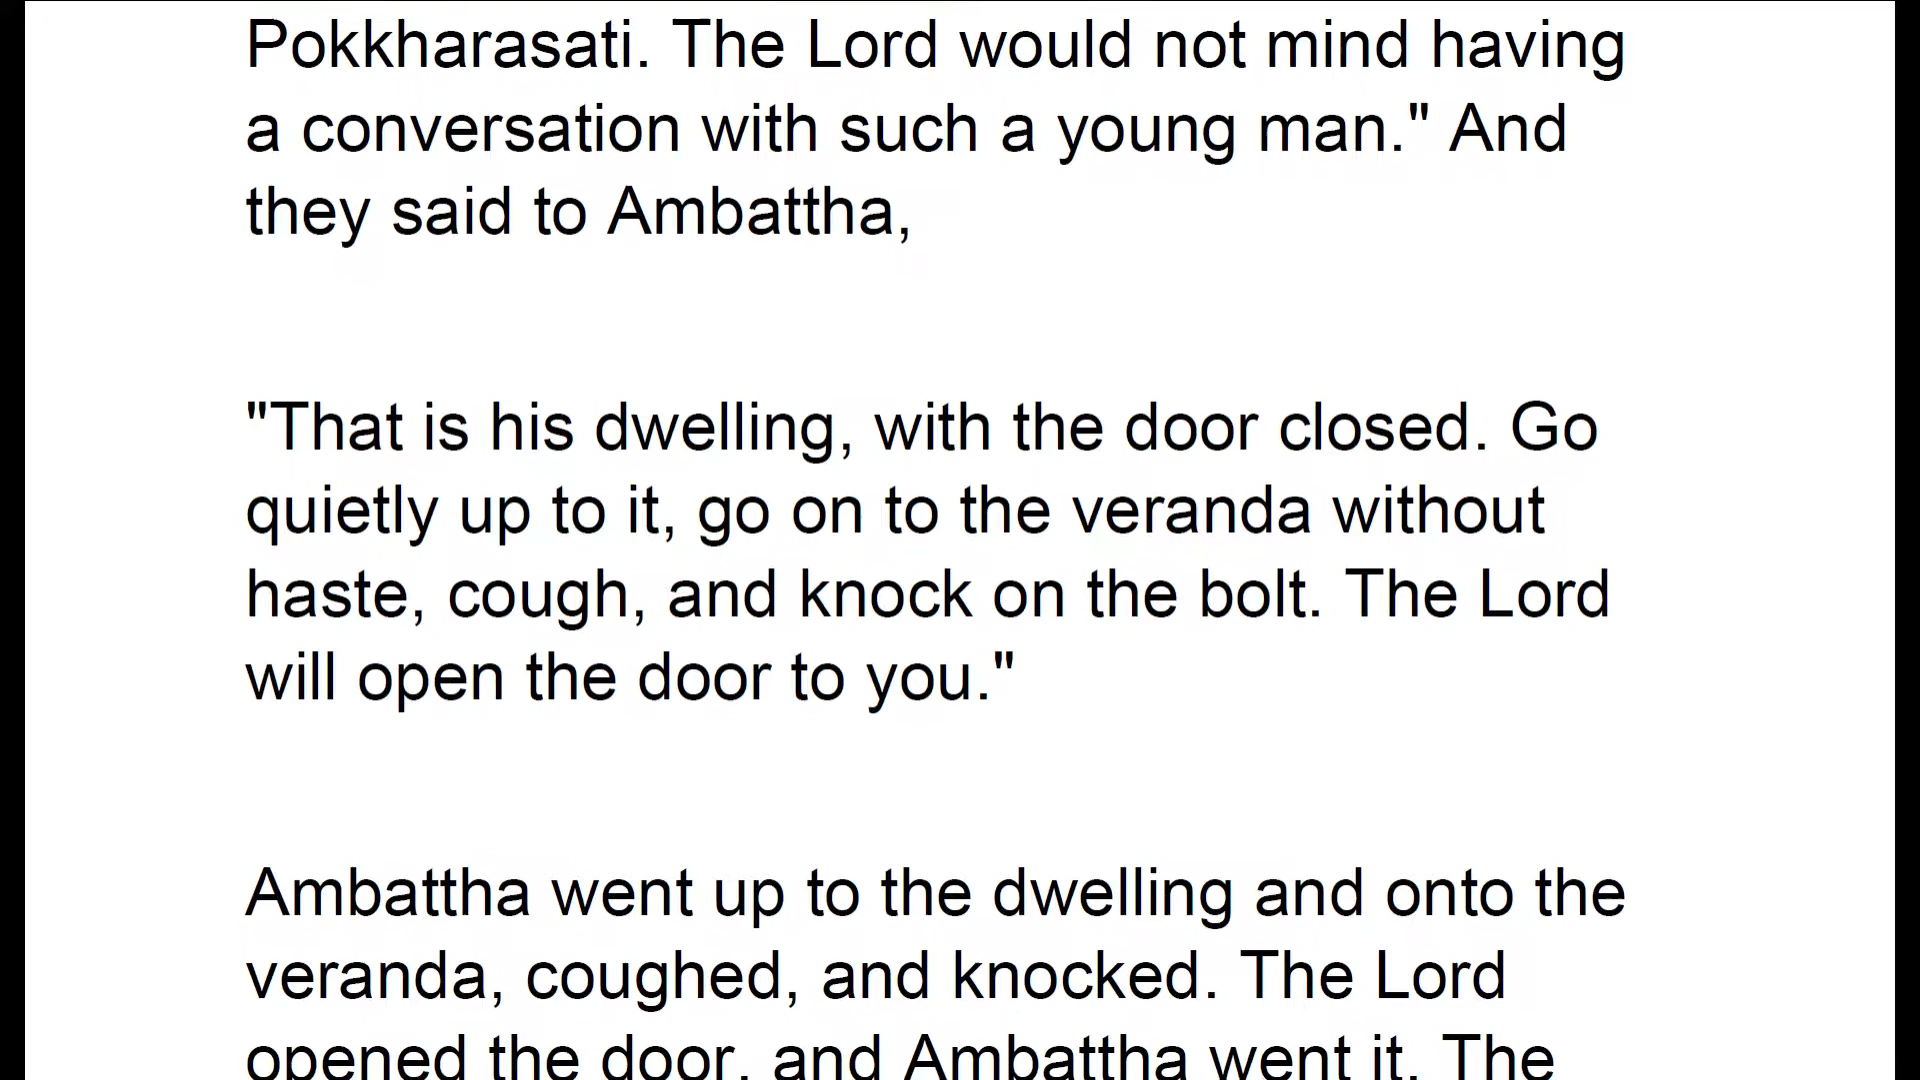 Pokkharasati. The Lord would not mind having
a conversation with such a young man." And
they said to Ambattha,
"That is his dwelling, with the door closed. Go
quietly up to it, go on to the veranda without
haste, cough, and knock on the bolt. The Lord
will open the door to you."
Ambattha went up to the dwelling and onto the
veranda, coughed, and knocked. The Lord
opened the door, and Ambattha went it. The